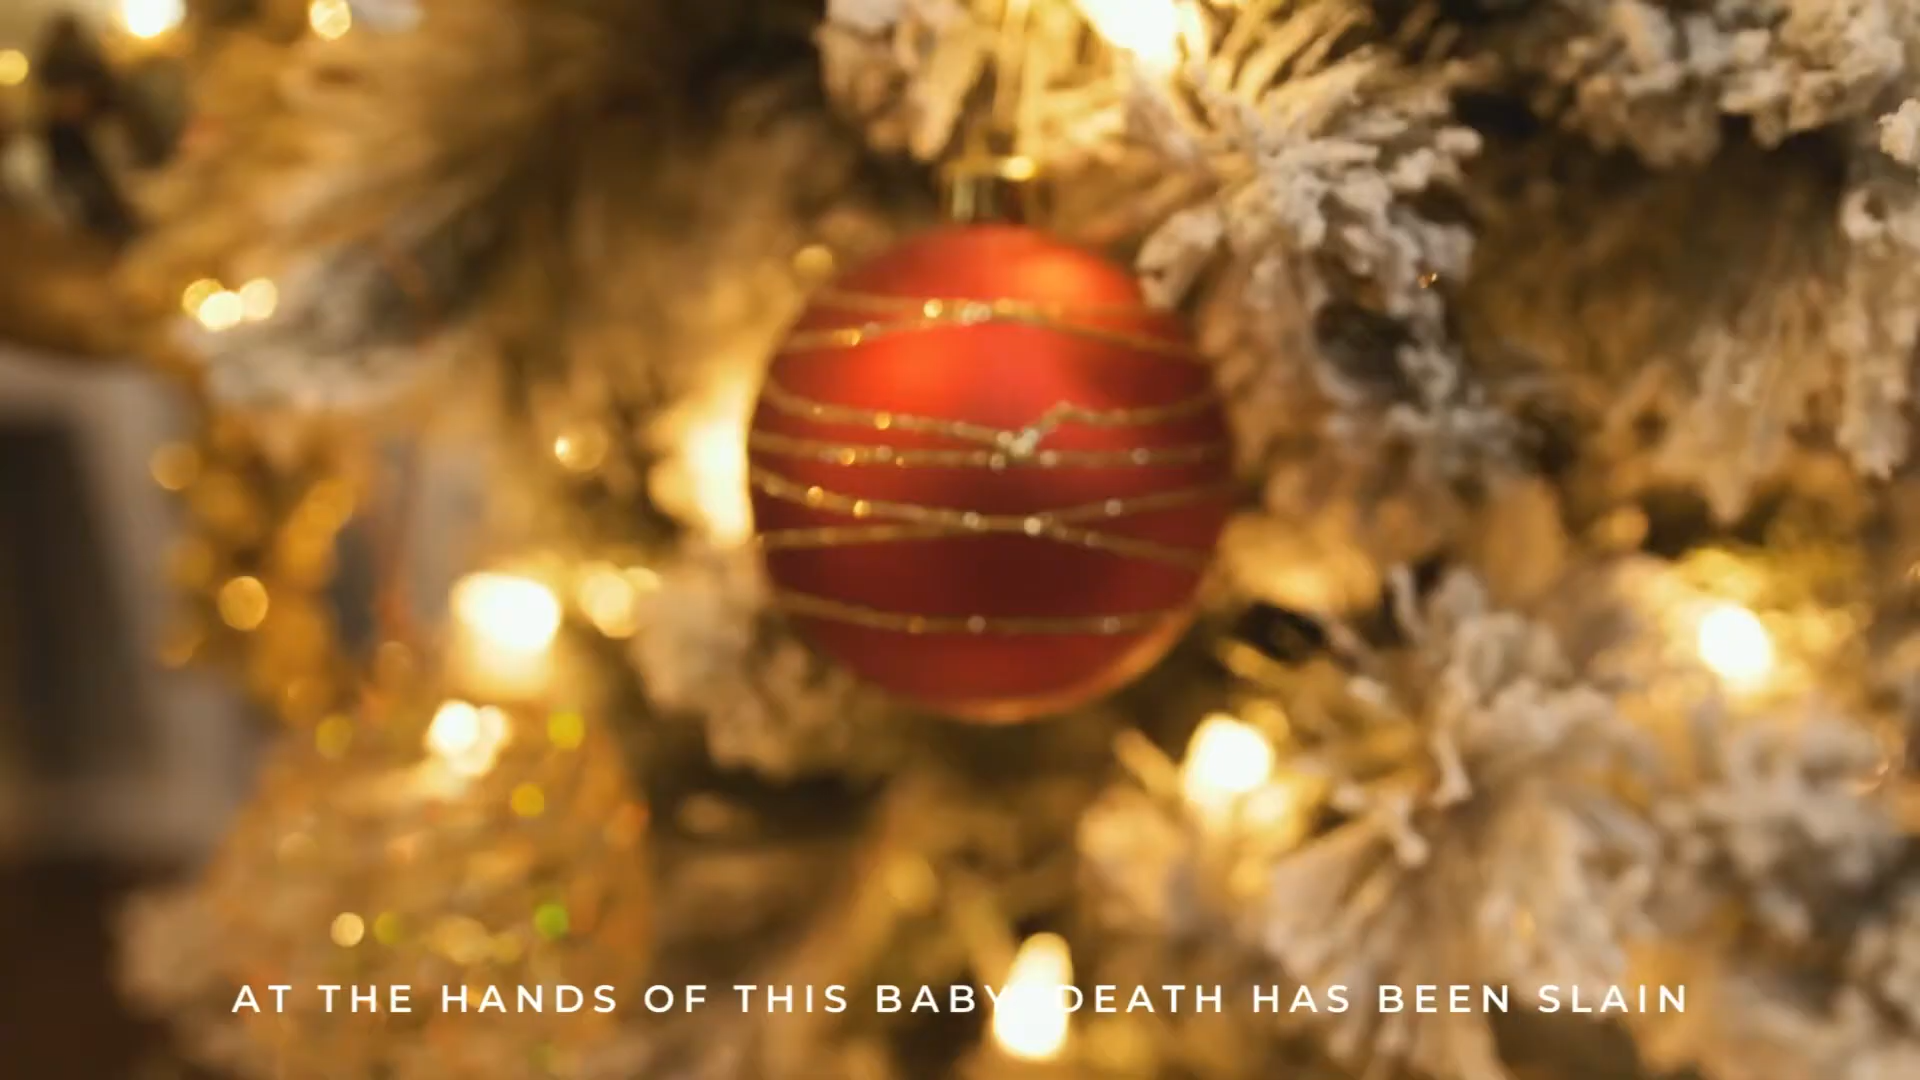 AT THE HANDS OF THIS BABY, DEATH HAS BEEN SLAIN